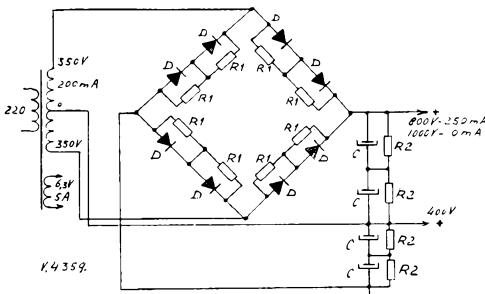 350V
200mA
0
220
350V
6,3V
5A
V.4359.
D
D
R1
R1
D
D
R1
R1
R1
R1
D
D
R1
R1
D
D
+
800V-250mA
1000V-0mA
C
R2
C
R2
400V
+
C
R2
C
R2